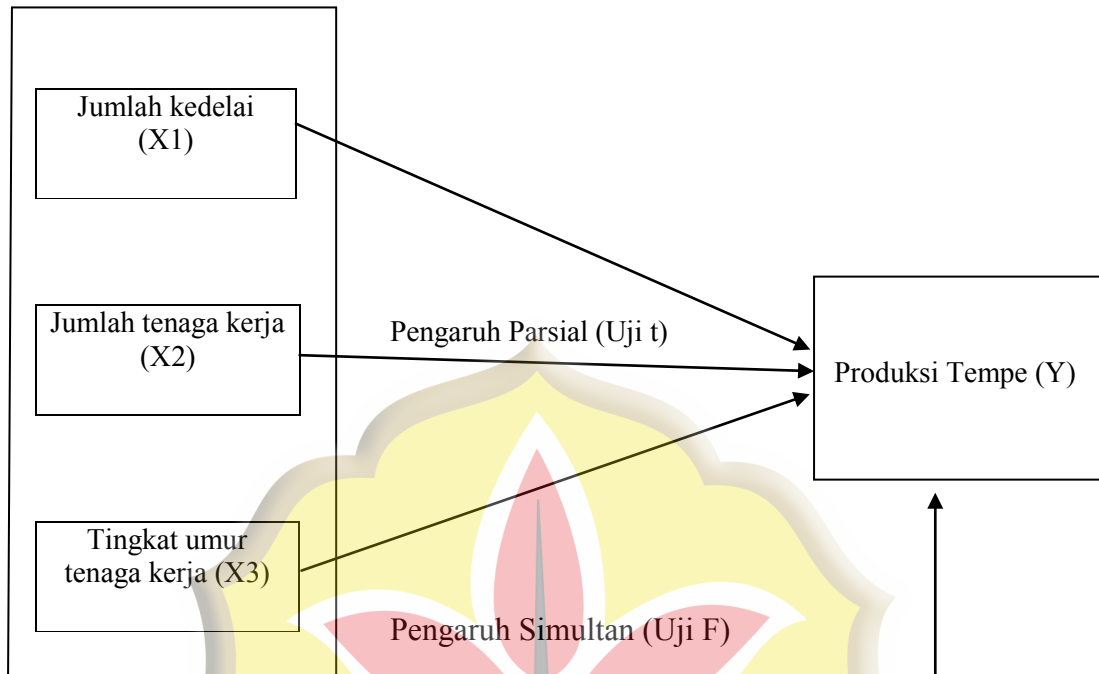 Jumlah kedelai
(X1)
Jumlah tenaga kerja
(X2)
Pengaruh Parsial (Uji t)
Produksi Tempe (Y)
Tingkat umur
tenaga kerja (X3)
Pengaruh Simultan (Uji F)